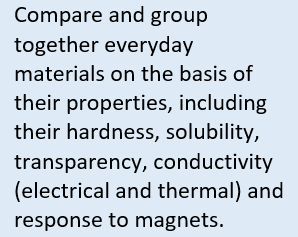 Compare and group
together everyday
materials on the basis of
their properties, including
their hardness, solubility,
transparency, conductivity
(electrical and thermal) and
response to magnets.